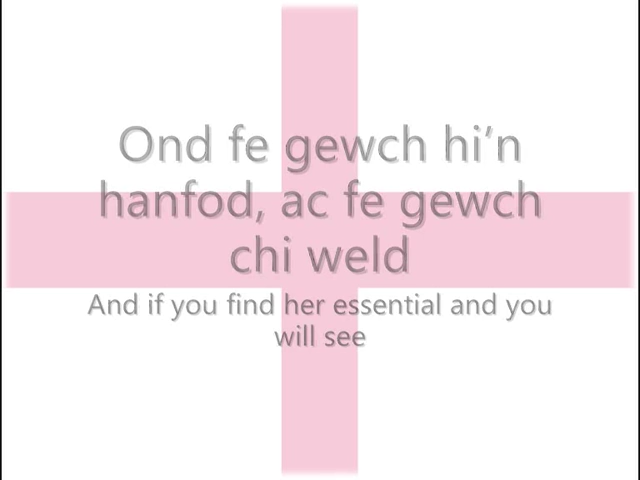 Ond fe gewch hi’n
hanfod, ac fe gewch
chi weld
And if you find her essential and you
will see